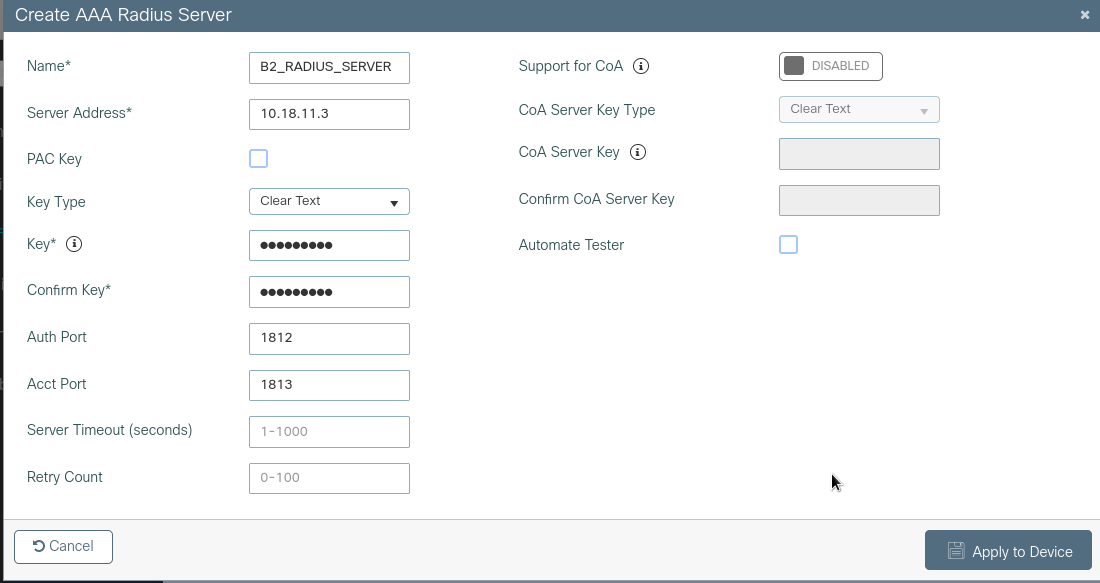 Create AAA Radius Server ×
Name* B2_RADIUS_SERVER
Server Address* 10.18.11.3
PAC Key
Key Type Clear Text
Key* i •••••••••
Confirm Key* •••••••••
Auth Port 1812
Acct Port 1813
Server Timeout (seconds) 1-1000
Retry Count 0-100
Support for CoA i DISABLED
CoA Server Key Type Clear Text
CoA Server Key i
Confirm CoA Server Key
Automate Tester
Cancel
Apply to Device